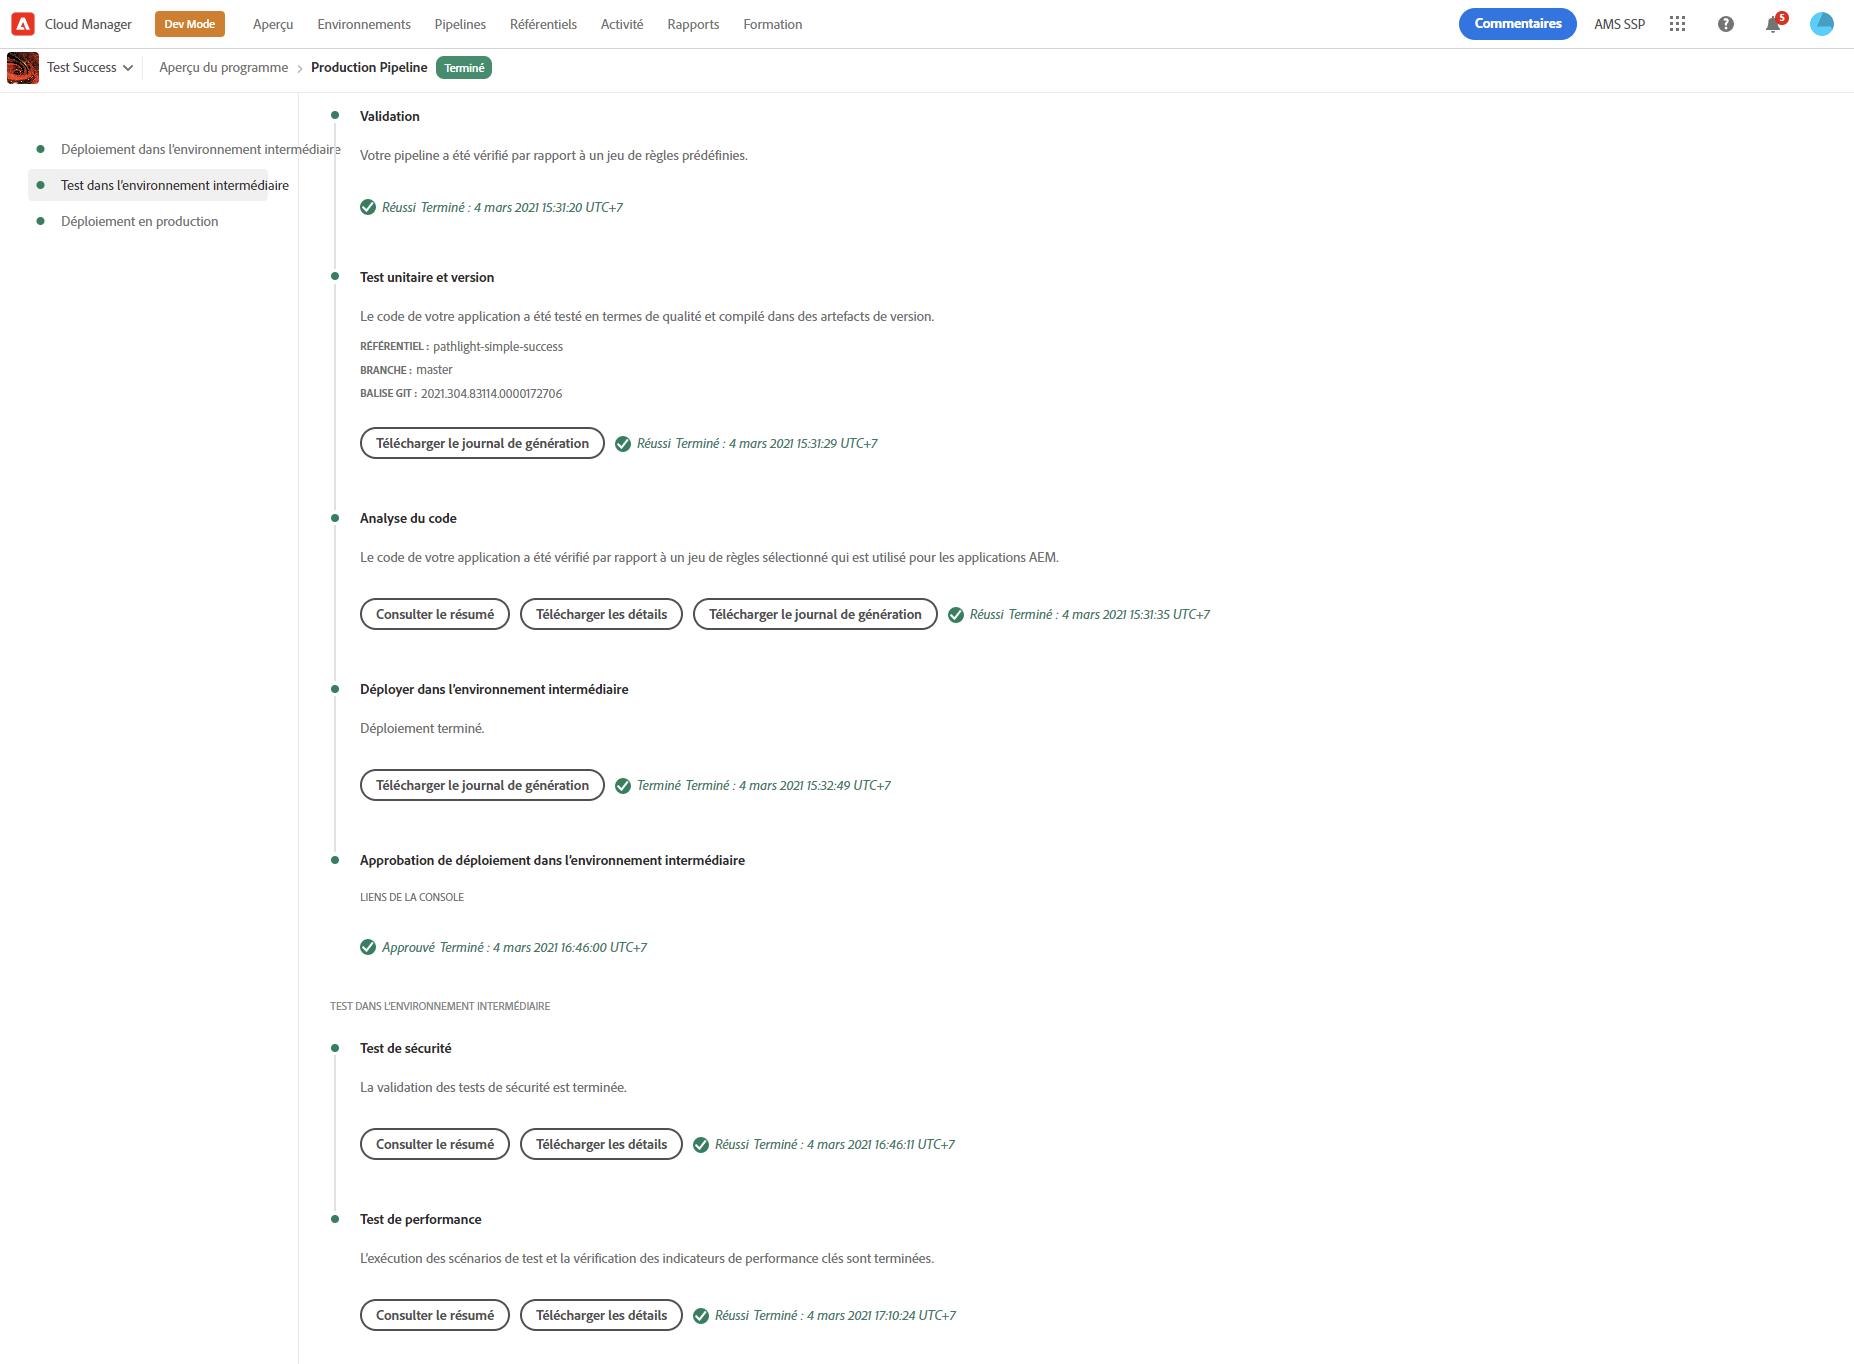 Cloud Manager Dev Mode Aperçu Environnements Pipelines Référentiels Activité Rapports Formation Commentaires AMS SSP 5
Test Success Aperçu du programme > Production Pipeline Terminé
Déploiement dans l'environnement intermédiaire
Test dans l'environnement intermédiaire
Déploiement en production
Validation
Votre pipeline a été vérifié par rapport à un jeu de règles prédéfinies.
Réussi Terminé : 4 mars 2021 15:31:20 UTC+7
Test unitaire et version
Le code de votre application a été testé en termes de qualité et compilé dans des artefacts de version.
RÉFÉRENTIEL : pathlight-simple-success
BRANCHE : master
BALISE GIT : 2021.304.83114.0000172706
Télécharger le journal de génération Réussi Terminé : 4 mars 2021 15:31:29 UTC+7
Analyse du code
Le code de votre application a été vérifié par rapport à un jeu de règles sélectionné qui est utilisé pour les applications AEM.
Consulter le résumé Télécharger les détails Télécharger le journal de génération Réussi Terminé : 4 mars 2021 15:31:35 UTC+7
Déployer dans l'environnement intermédiaire
Déploiement terminé.
Télécharger le journal de génération Terminé Terminé : 4 mars 2021 15:32:49 UTC+7
Approbation de déploiement dans l'environnement intermédiaire
LIENS DE LA CONSOLE
Approuvé Terminé : 4 mars 2021 16:46:00 UTC+7
TEST DANS L'ENVIRONNEMENT INTERMÉDIAIRE
Test de sécurité
La validation des tests de sécurité est terminée.
Consulter le résumé Télécharger les détails Réussi Terminé : 4 mars 2021 16:46:11 UTC+7
Test de performance
L'exécution des scénarios de test et la vérification des indicateurs de performance clés sont terminées.
Consulter le résumé Télécharger les détails Réussi Terminé : 4 mars 2021 17:10:24 UTC+7